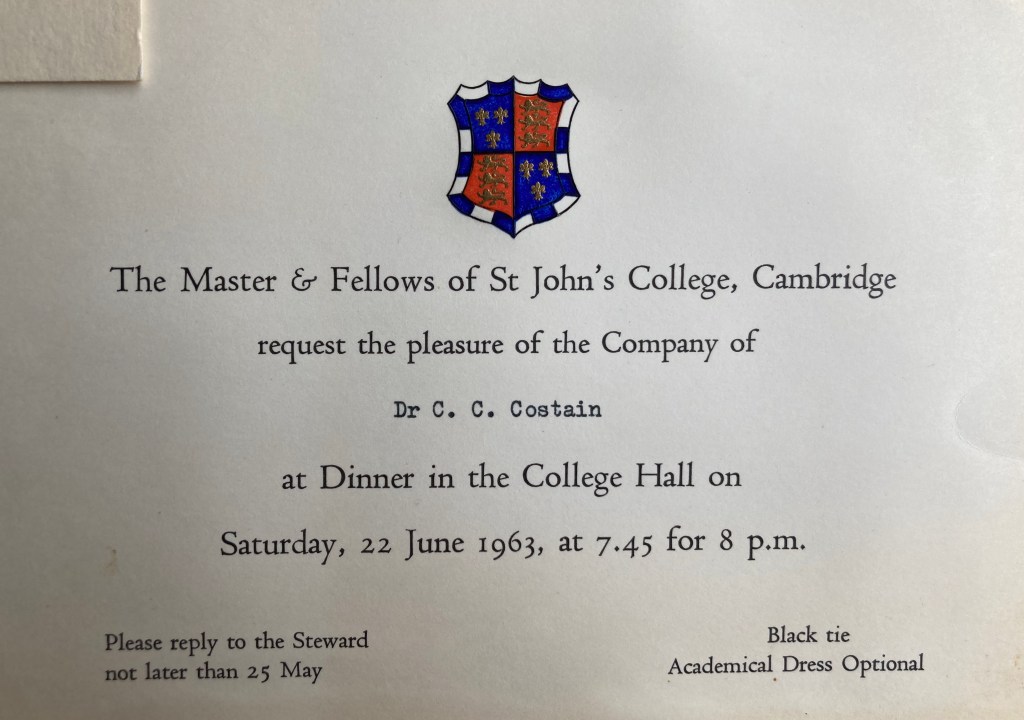 The Master & Fellows of St John's College, Cambridge
request the pleasure of the Company of
Dr C. C. Costain
at Dinner in the College Hall on
Saturday, 22 June 1963, at 7.45 for 8 p.m.
Please reply to the Steward
not later than 25 May
Black tie
Academical Dress Optional